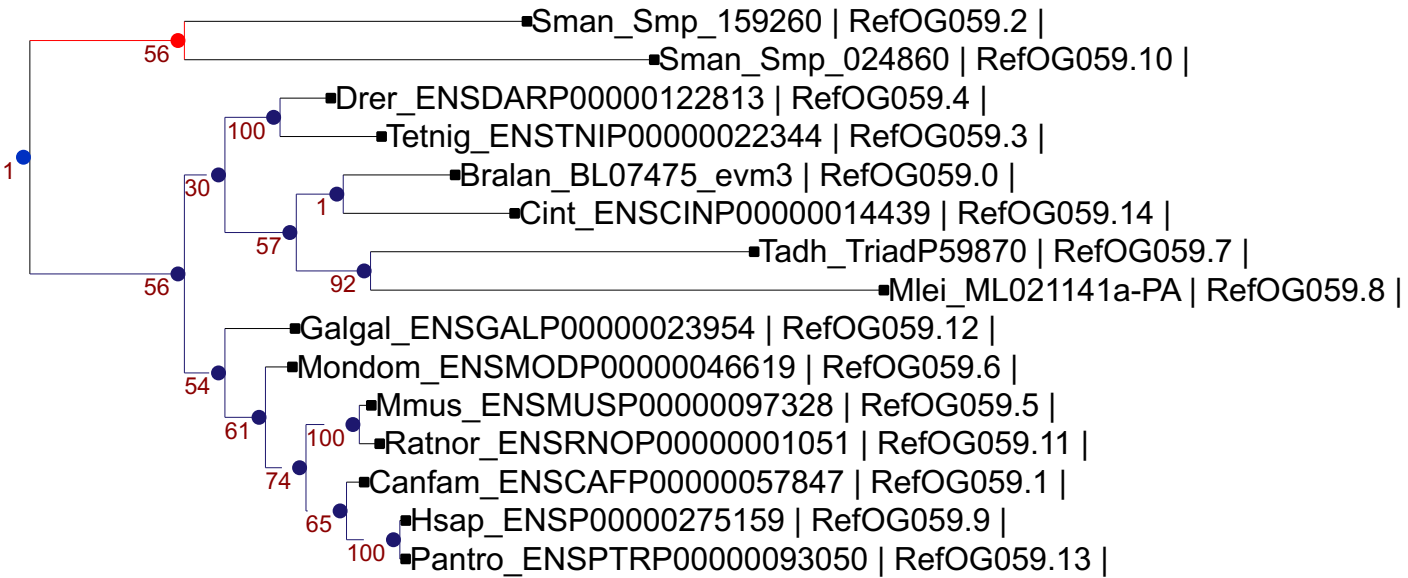 Sman_Smp_159260 | RefOG059.2 |
56
Sman_Smp_024860 | RefOG059.10 |
Drer_ENSDARP00000122813 | RefOG059.4 |
100
Tetnig_ENSTNIP00000022344 | RefOG059.3 |
1
30
Bralan_BL07475_evm3 | RefOG059.0 |
1
Cint_ENSCINP00000014439 | RefOG059.14 |
57
Tadh_TriadP59870 | RefOG059.7 |
56
92
Mlei_ML021141a-PA | RefOG059.8 |
Galgal_ENSGALP00000023954 | RefOG059.12 |
Mondom_ENSMODP00000046619 | RefOG059.6 |
54
Mmus_ENSMUSP00000097328 | RefOG059.5 |
61
100
Ratnor_ENSRNOP00000001051 | RefOG059.11 |
74
Canfam_ENSCAFP00000057847 | RefOG059.1 |
65
Hsap_ENSP00000275159 | RefOG059.9 |
100
Pantro_ENSPTRP00000093050 | RefOG059.13 |